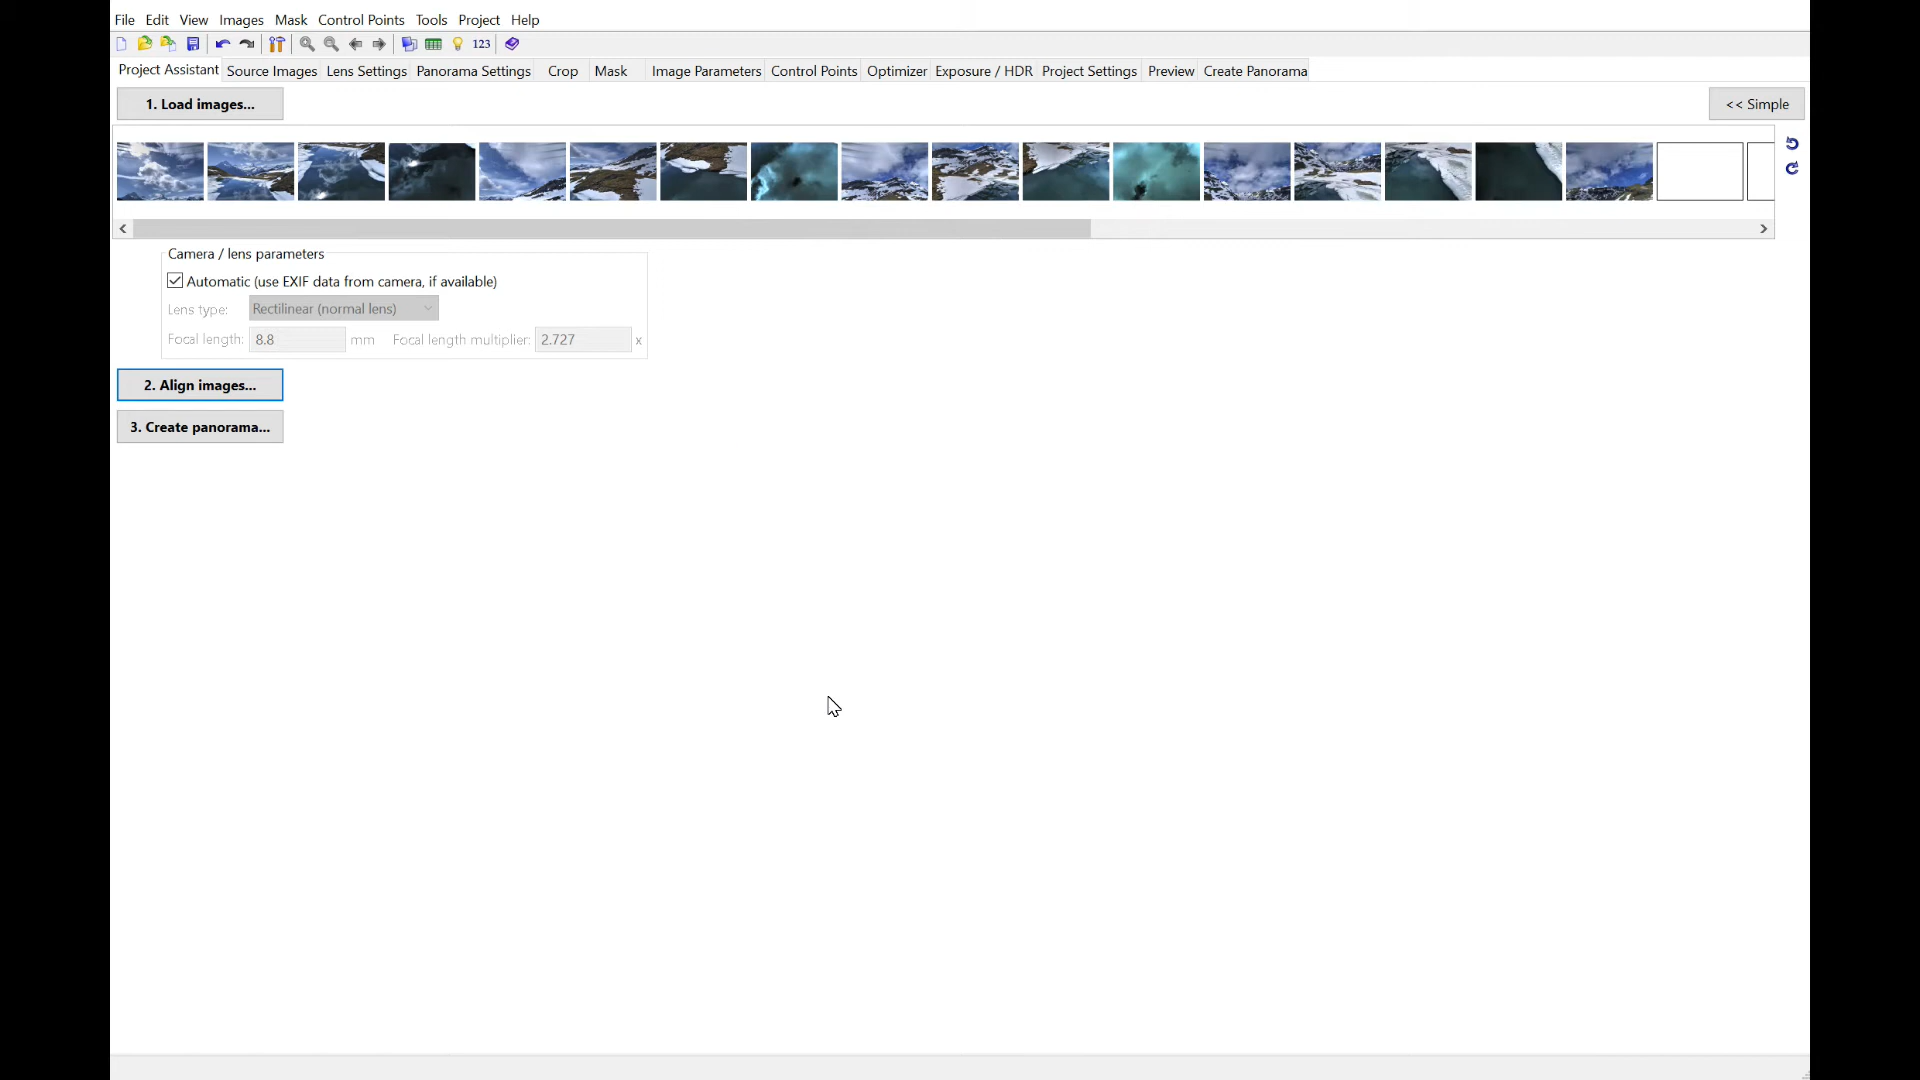 File Edit View Images Mask Control Points Tools Project Help
123
Project Assistant Source Images Lens Settings Panorama Settings Crop Mask Image Parameters Control Points Optimizer Exposure / HDR Project Settings Preview Create Panorama
1. Load images...
<< Simple
Camera / lens parameters
Automatic (use EXIF data from camera, if available)
Lens type: Rectilinear (normal lens)
Focal length: 8.8 mm Focal length multiplier: 2.727 x
2. Align images...
3. Create panorama...